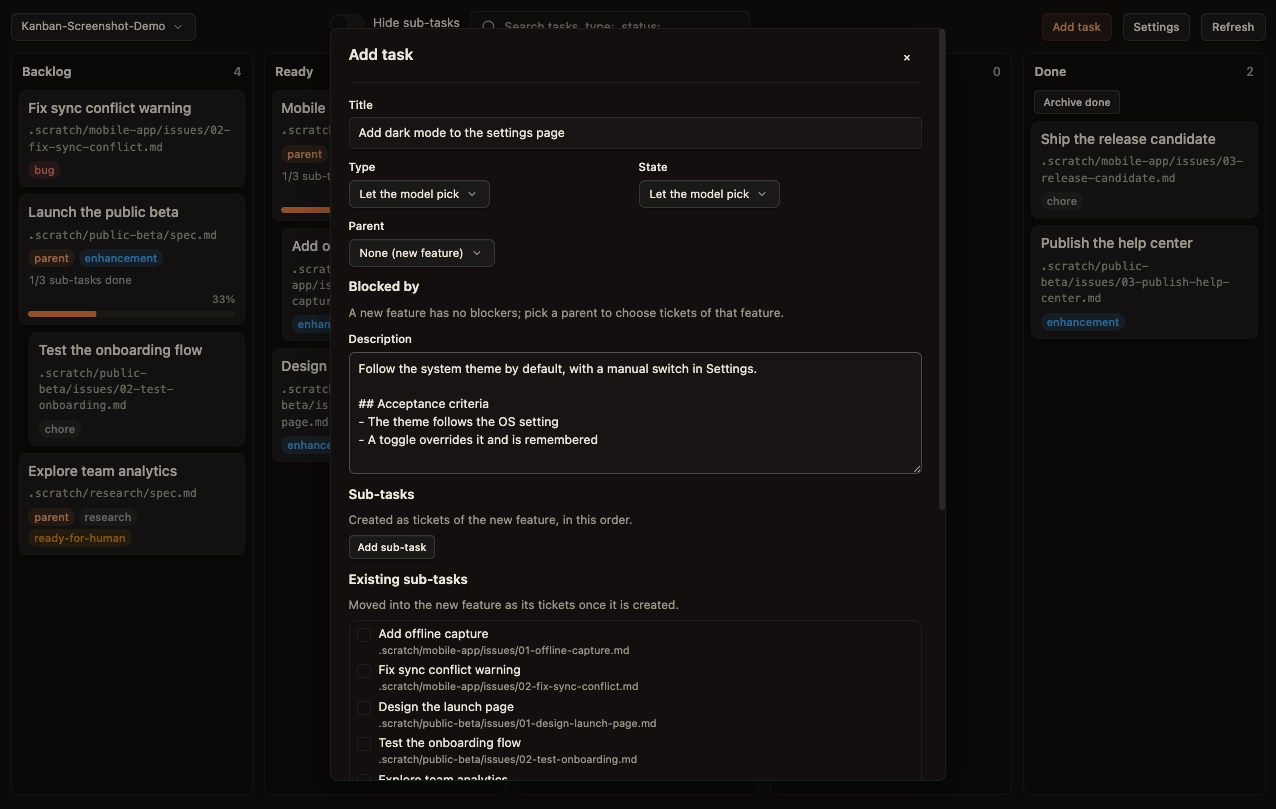 Kanban-Screenshot-Demo
Hide sub-tasks
Search tasks, type:, status:
Add task
Settings
Refresh
Backlog
4
Fix sync conflict warning
.scratch/mobile-app/issues/02-
fix-sync-conflict.md
bug
Launch the public beta
.scratch/public-beta/spec.md
parent
enhancement
1/3 sub-tasks done
33%
Test the onboarding flow
.scratch/public-
beta/issues/02-test-
onboarding.md
chore
Explore team analytics
.scratch/research/spec.md
parent
research
ready-for-human
Ready
Mobile
parent
1/3
Design
Add task
×
Title
Add dark mode to the settings page
Type
State
Let the model pick
Let the model pick
Parent
None (new feature)
Blocked by
A new feature has no blockers; pick a parent to choose tickets of that feature.
Description
Follow the system theme by default, with a manual switch in Settings.
## Acceptance criteria
- The theme follows the OS setting
- A toggle overrides it and is remembered
Sub-tasks
Created as tickets of the new feature, in this order.
Add sub-task
Existing sub-tasks
Moved into the new feature as its tickets once it is created.
Add offline capture
.scratch/mobile-app/issues/01-offline-capture.md
Fix sync conflict warning
.scratch/mobile-app/issues/02-fix-sync-conflict.md
Design the launch page
.scratch/public-beta/issues/01-design-launch-page.md
Test the onboarding flow
.scratch/public-beta/issues/02-test-onboarding.md
Explore team analytics
0
Done
2
Archive done
Ship the release candidate
.scratch/mobile-app/issues/03-
release-candidate.md
chore
Publish the help center
.scratch/public-
beta/issues/03-publish-help-
center.md
enhancement